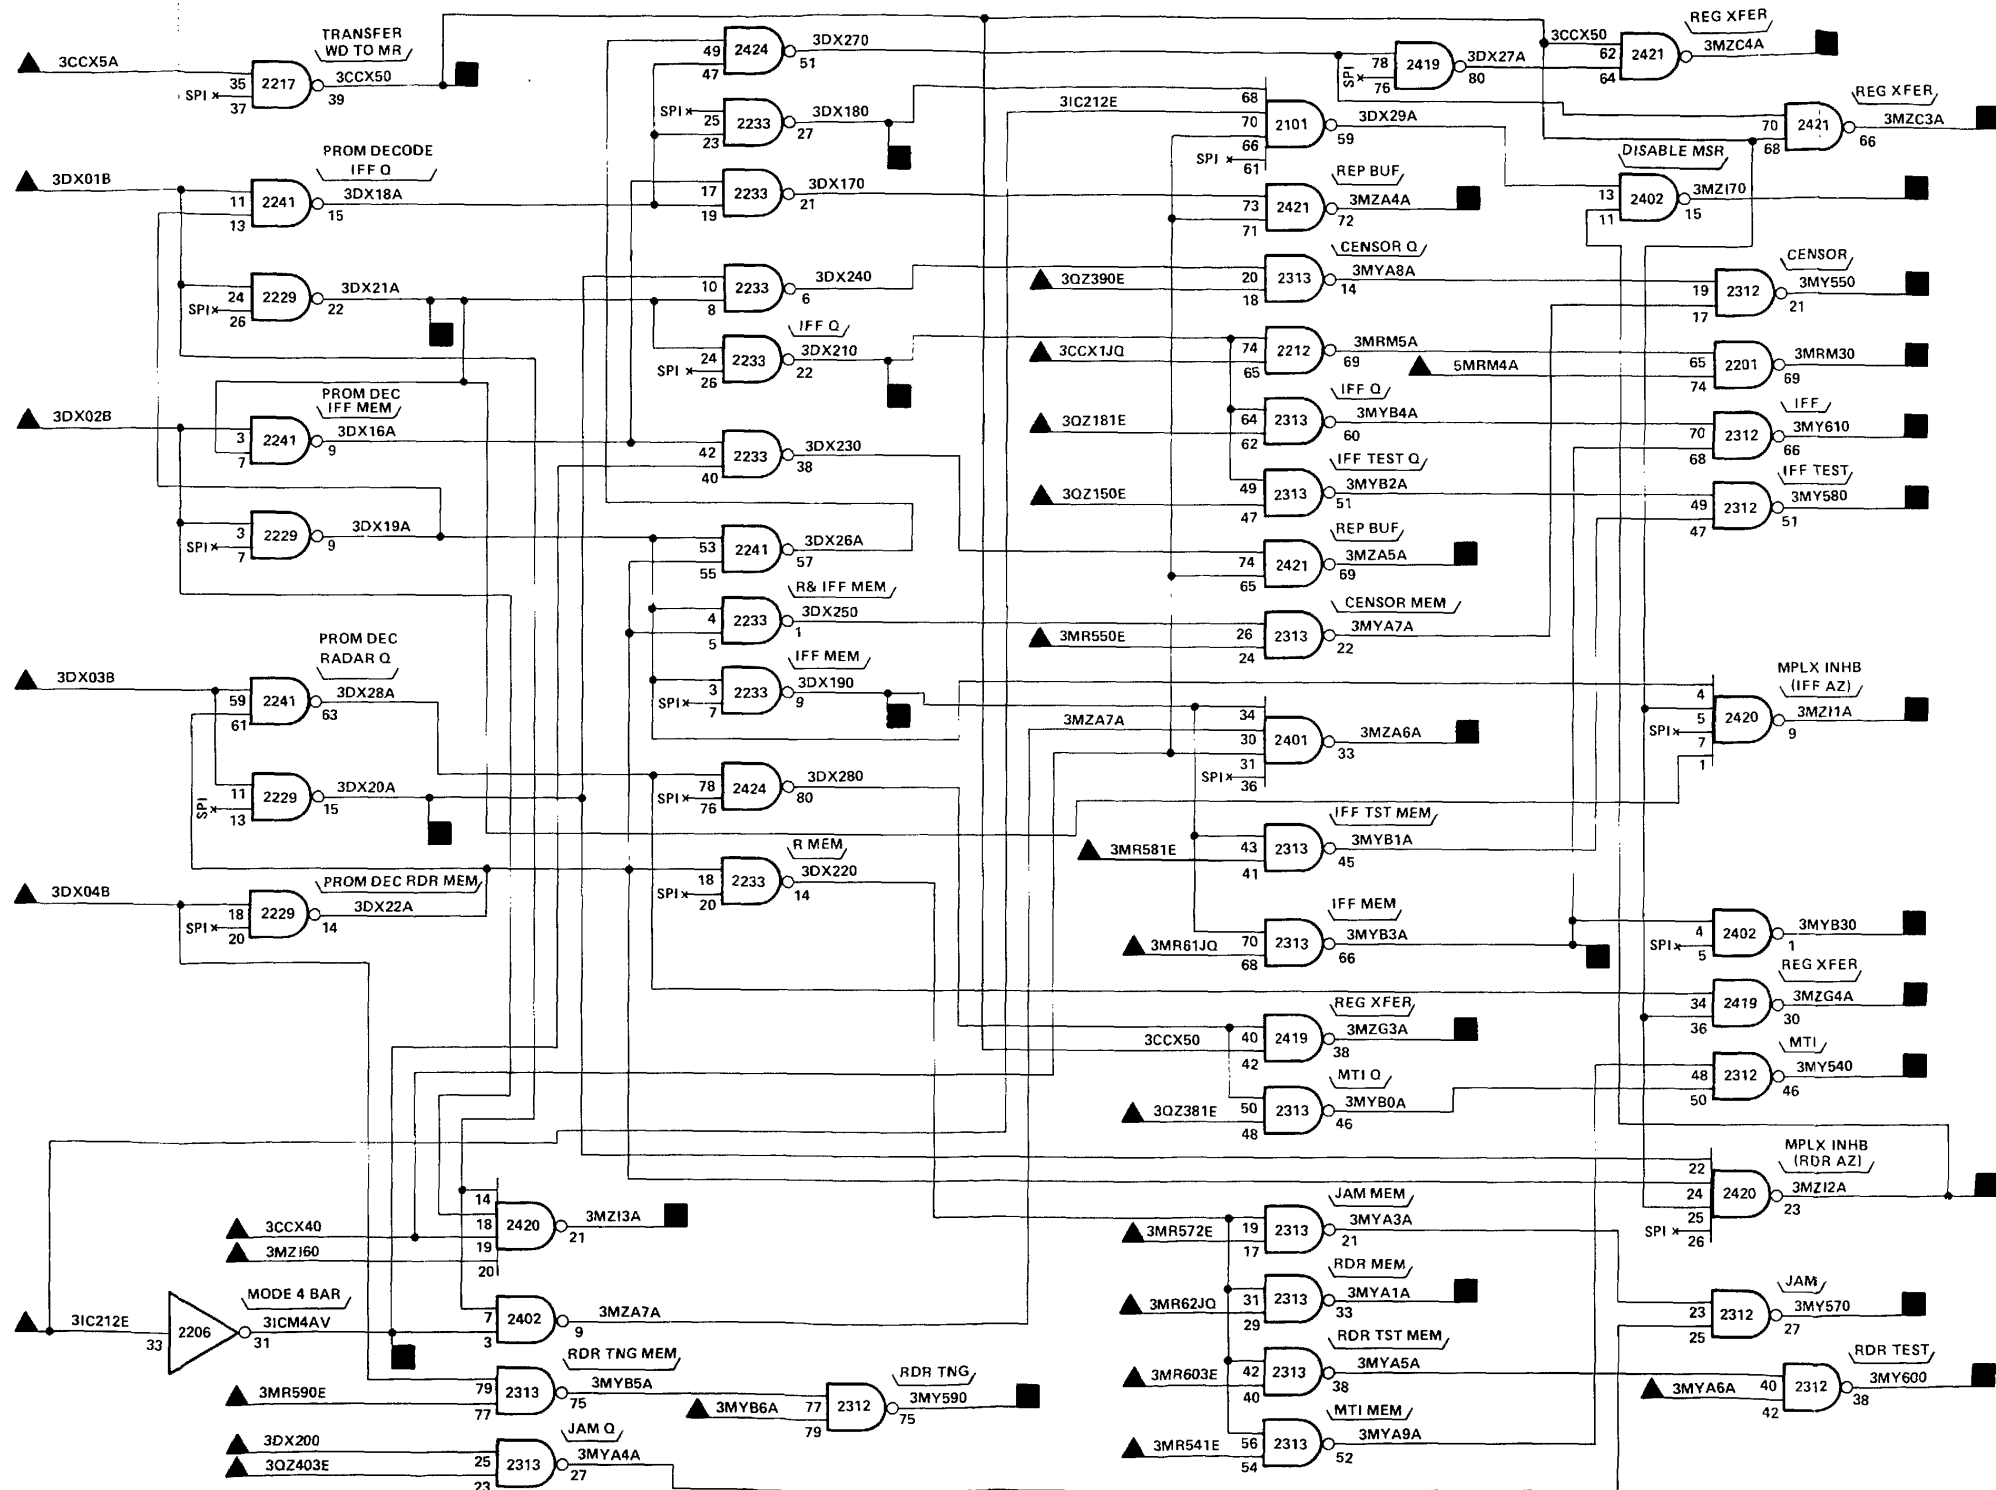 3CCX5A
35
SPI
37
2217
TRANSFER
WD TO MR
3CCX50
39
3DX01B
11
13
2241
PROM DECODE
IFF Q
3DX18A
15
24
SPI
26
2229
3DX21A
22
3DX02B
3
7
2241
PROM DEC
IFF MEM
3DX16A
9
3
SPI
7
2229
3DX19A
9
3DX03B
59
61
2241
PROM DEC
RADAR Q
3DX28A
63
11
SPI
13
2229
3DX20A
15
3DX04B
18
SPI
20
2229
PROM DEC RDR MEM
3DX22A
14
3CCX40
3MZI60
14
18
19
20
2420
3MZI3A
21
3IC212E
33
2206
MODE 4 BAR
3ICM4AV
31
7
3
2402
3MZA7A
9
3MR590E
79
77
2313
RDR TNG MEM
3MYB5A
75
3MYB6A
77
79
2312
RDR TNG
3MY590
75
3DX200
3QZ403E
25
23
2313
JAM Q
3MYA4A
27
49
47
2424
3DX270
51
SPI
25
23
2233
3DX180
27
17
19
2233
3DX170
21
10
8
2233
3DX240
6
24
SPI
26
2233
IFF Q
3DX210
22
42
40
2233
3DX230
38
53
55
2241
3DX26A
57
4
5
2233
R& IFF MEM
3DX250
1
3
SPI
7
2233
IFF MEM
3DX190
9
78
SPI
76
2424
3DX280
80
18
SPI
20
2233
R MEM
3DX220
14
3IC212E
68
70
66
SPI
61
2101
3DX29A
59
73
71
2421
REP BUF
3MZA4A
72
3QZ390E
20
18
2313
CENSOR Q
3MYA8A
14
3CCX1JQ
74
65
2212
3MRM5A
69
3QZ181E
64
62
2313
IFF Q
3MYB4A
60
3QZ150E
49
47
2313
IFF TEST Q
3MYB2A
51
74
65
2421
REP BUF
3MZA5A
69
3MR550E
26
24
2313
CENSOR MEM
3MYA7A
22
3MZA7A
34
30
31
SPI
36
2401
3MZA6A
33
3MR581E
43
41
2313
IFF TST MEM
3MYB1A
45
3MR61JQ
70
68
2313
IFF MEM
3MYB3A
66
3CCX50
40
42
2419
REG XFER
3MZG3A
38
3QZ381E
50
48
2313
MTI Q
3MYB0A
46
3MR572E
19
17
2313
JAM MEM
3MYA3A
21
3MR62JQ
31
29
2313
RDR MEM
3MYA1A
33
3MR603E
42
40
2313
RDR TST MEM
3MYA5A
38
3MR541E
56
54
2313
MTI MEM
3MYA9A
52
78
SPI
76
2419
3DX27A
80
3CCX50
62
64
2421
REG XFER
3MZC4A
70
68
2421
REG XFER
3MZC3A
66
13
11
2402
DISABLE MSR
3MZI70
15
19
17
2312
CENSOR
3MY550
21
5MRM4A
65
74
2201
3MRM30
69
70
68
2312
IFF
3MY610
66
49
47
2312
IFF TEST
3MY580
51
4
5
SPI
7
1
2420
MPLX INHB
(IFF AZ)
3MZI1A
9
4
SPI
5
2402
3MYB30
1
34
36
2419
REG XFER
3MZG4A
30
48
50
2312
MTI
3MY540
46
22
24
25
SPI
26
2420
MPLX INHB
(RDR AZ)
3MZI2A
23
23
25
2312
JAM
3MY570
27
3MYA6A
40
42
2312
RDR TEST
3MY600
38